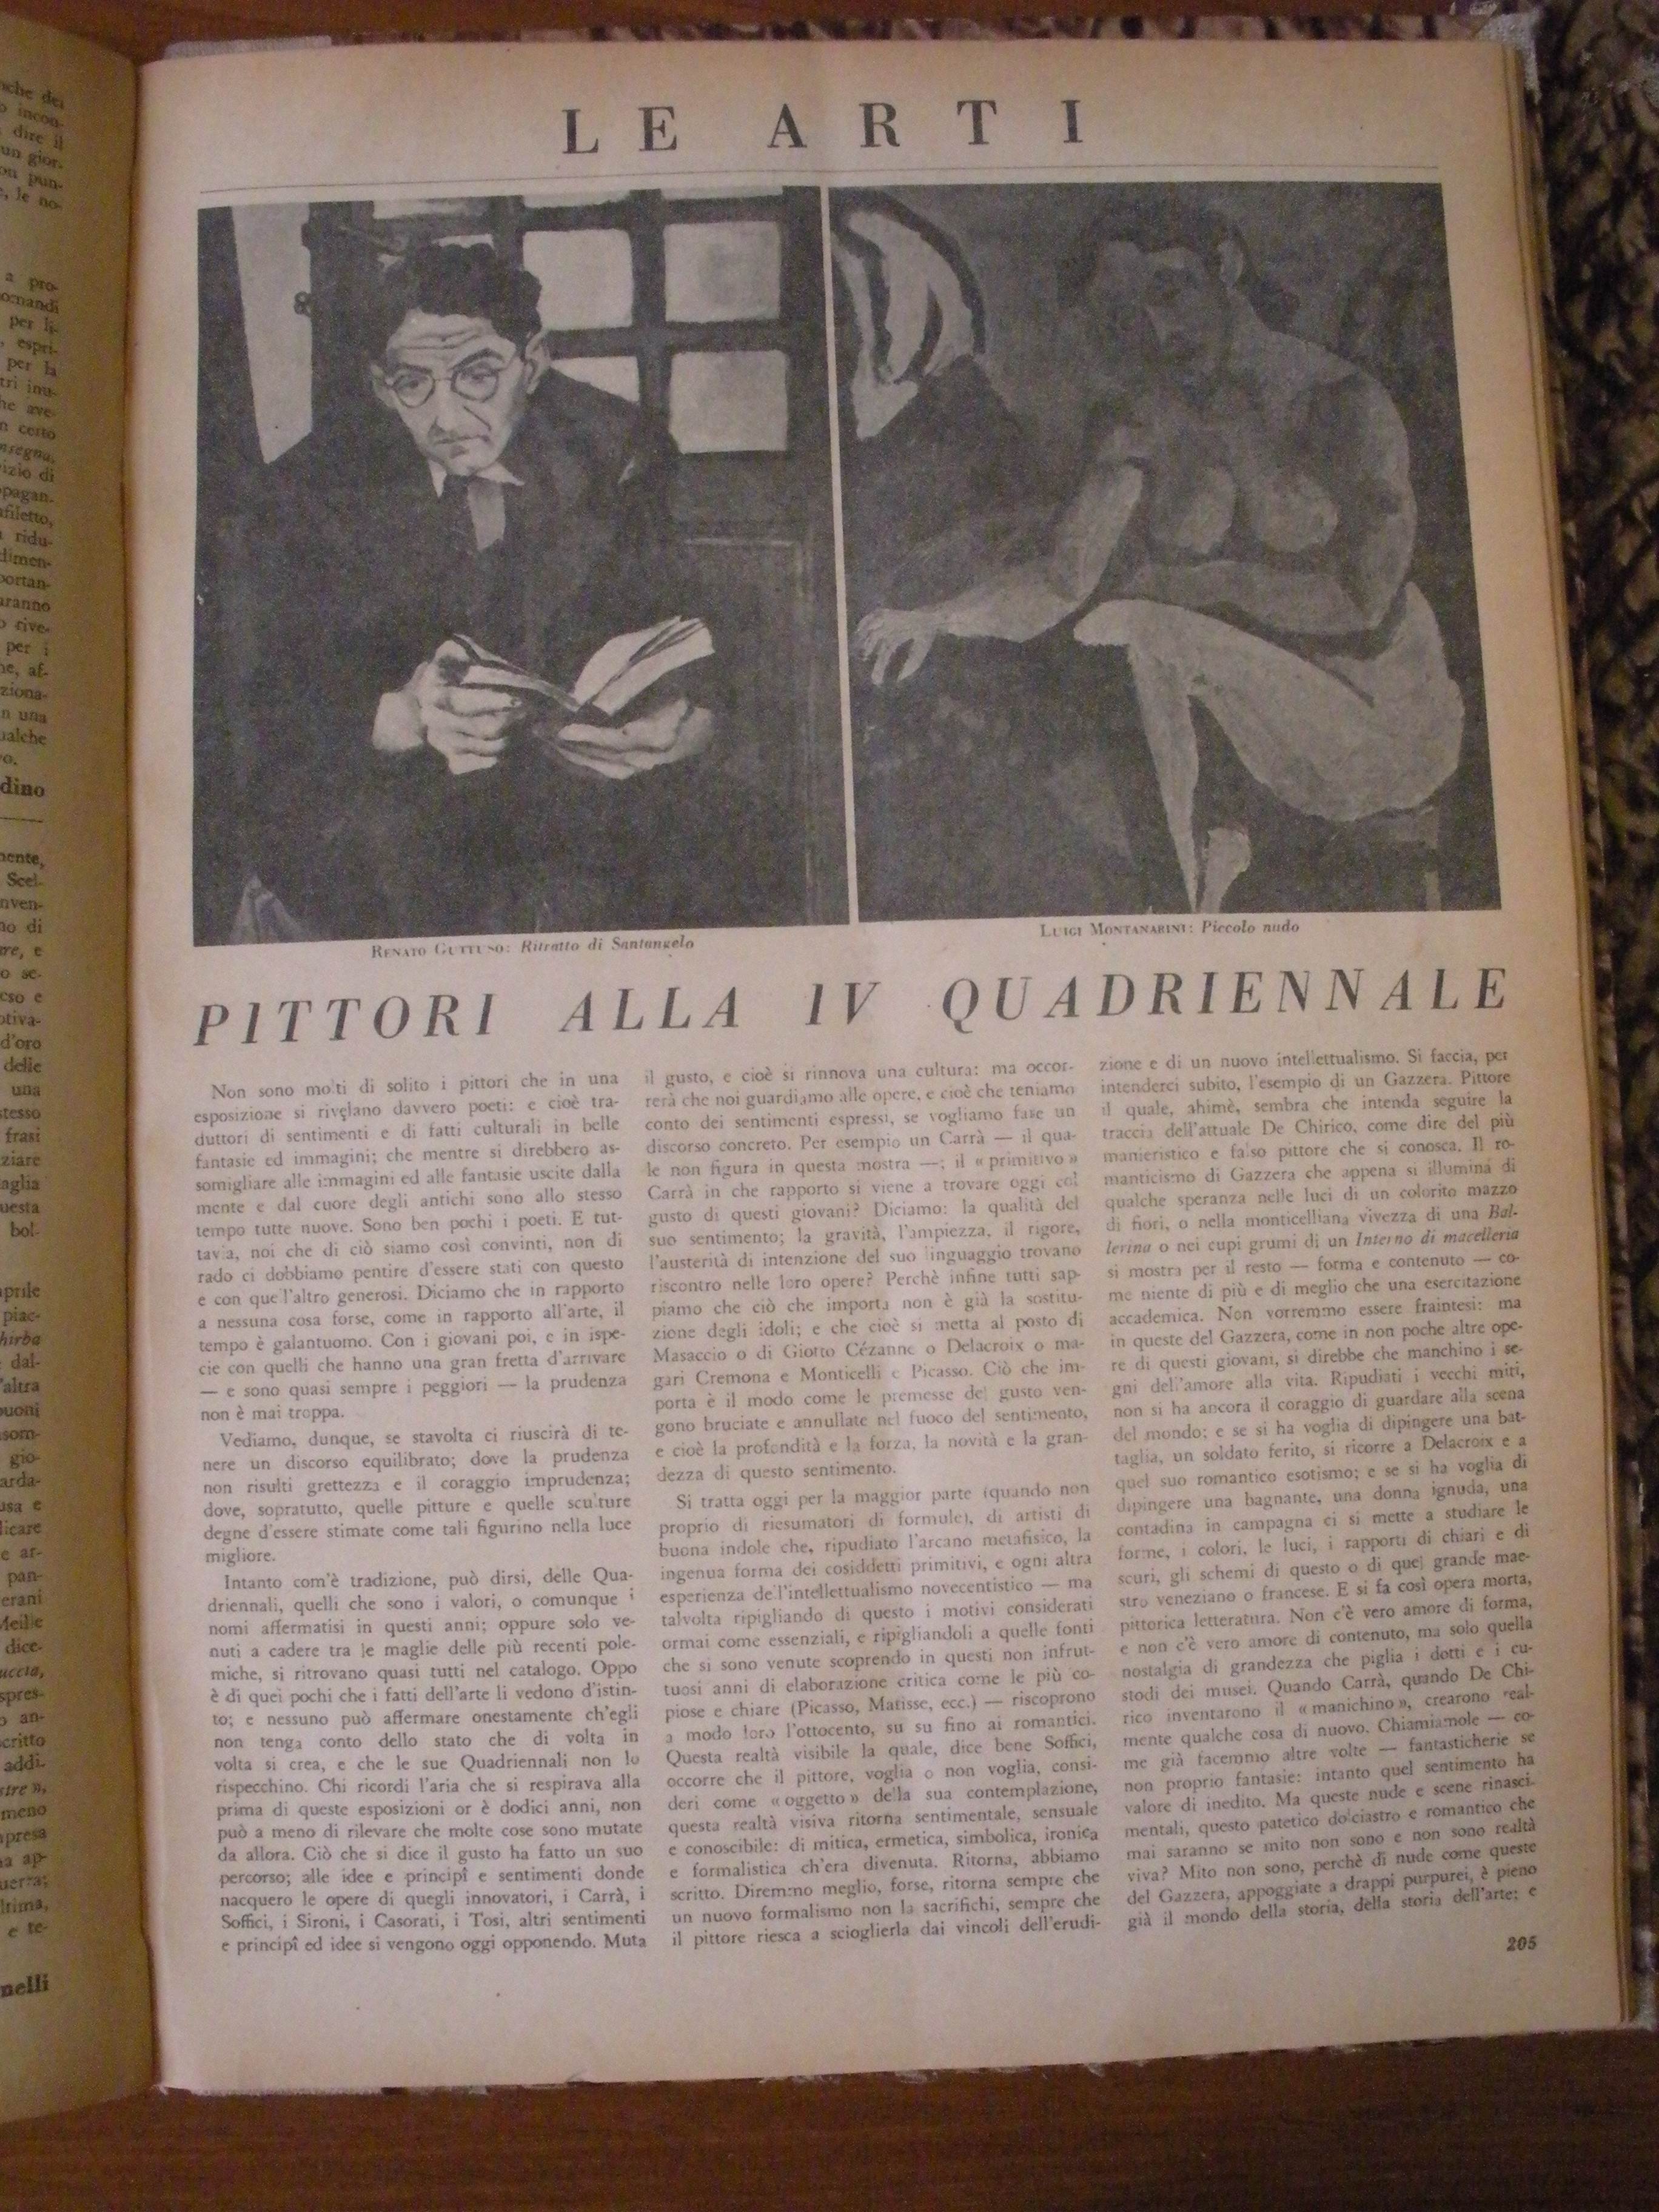 LE ARTI
RENATO GUTTUSO: Ritratto di Santangelo
LUIGI MONTANARINI: Piccolo nudo
PITTORI ALLA IV QUADRIENNALE
Non sono molti di solito i pittori che in una
esposizione si rivelano davvero poeti: e cioè tra-
duttori di sentimenti e di fatti culturali in belle
fantasie ed immagini; che mentre si direbbero as-
somigliare alle immagini ed alle fantasie uscite dalla
mente e dal cuore degli antichi sono allo stesso
tempo tutte nuove. Sono ben pochi i poeti. E tut-
tavia, noi che di ciò siamo così convinti, non di
rado ci dobbiamo pentire d'essere stati con questo
e con quell'altro generosi. Diciamo che in rapporto
a nessuna cosa forse, come in rapporto all'arte, il
tempo è galantuomo. Con i giovani poi, e in ispe-
cie con quelli che hanno una gran fretta d'arrivare
— e sono quasi sempre i peggiori — la prudenza
non è mai troppa.
Vediamo, dunque, se stavolta ci riuscirà di te-
nere un discorso equilibrato; dove la prudenza
non risulti grettezza e il coraggio imprudenza;
dove, sopratutto, quelle pitture e quelle sculture
degne d'essere stimate come tali figurino nella luce
migliore.
Intanto com'è tradizione, può dirsi, delle Qua-
driennali, quelli che sono i valori, o comunque i
nomi affermatisi in questi anni; oppure solo ve-
nuti a cadere tra le maglie delle più recenti pole-
miche, si ritrovano quasi tutti nel catalogo. Oppo
è di quei pochi che i fatti dell'arte li vedono d'istin-
to; e nessuno può affermare onestamente ch'egli
non tenga conto dello stato che di volta in
volta si crea, e che le sue Quadriennali non lo
rispecchino. Chi ricordi l'aria che si respirava alla
prima di queste esposizioni or è dodici anni, non
può a meno di rilevare che molte cose sono mutate
da allora. Ciò che si dice il gusto ha fatto un suo
percorso; alle idee e principî e sentimenti donde
nacquero le opere di quegli innovatori, i Carrà, i
Soffici, i Sironi, i Casorati, i Tosi, altri sentimenti
e principî ed idee si vengono oggi opponendo. Muta
il gusto, e cioè si rinnova una cultura: ma occor-
rerà che noi guardiamo alle opere, e cioè che teniamo
conto dei sentimenti espressi, se vogliamo fare un
discorso concreto. Per esempio un Carrà — il qua-
le non figura in questa mostra —; il « primitivo »
Carrà in che rapporto si viene a trovare oggi col
gusto di questi giovani? Diciamo: la qualità del
suo sentimento; la gravità, l'ampiezza, il rigore,
l'austerità di intenzione del suo linguaggio trovano
riscontro nelle loro opere? Perchè infine tutti sap-
piamo che ciò che importa non è già la sostitu-
zione degli idoli; e che cioè si metta al posto di
Masaccio o di Giotto Cézanne o Delacroix o ma-
gari Cremona e Monticelli e Picasso. Ciò che im-
porta è il modo come le premesse del gusto ven-
gono bruciate e annullate nel fuoco del sentimento,
e cioè la profondità e la forza, la novità e la gran-
dezza di questo sentimento.
Si tratta oggi per la maggior parte (quando non
proprio di riesumatori di formule), di artisti di
buona indole che, ripudiato l'arcano metafisico, la
ingenua forma dei cosiddetti primitivi, e ogni altra
esperienza dell'intellettualismo novecentistico — ma
talvolta ripigliando di questo i motivi considerati
ormai come essenziali, e ripigliandoli a quelle fonti
che si sono venute scoprendo in questi non infrut-
tuosi anni di elaborazione critica come le più co-
piose e chiare (Picasso, Matisse, ecc.) — riscoprono
a modo loro l'ottocento, su su fino ai romantici.
Questa realtà visibile la quale, dice bene Soffici,
occorre che il pittore, voglia o non voglia, consi-
deri come « oggetto » della sua contemplazione,
questa realtà visiva ritorna sentimentale, sensuale
e conoscibile: di mitica, ermetica, simbolica, ironica
e formalistica ch'era divenuta. Ritorna, abbiamo
scritto. Diremmo meglio, forse, ritorna sempre che
un nuovo formalismo non la sacrifichi, sempre che
il pittore riesca a scioglierla dai vincoli dell'erudi-
zione e di un nuovo intellettualismo. Si faccia, per
intenderci subito, l'esempio di un Gazzera. Pittore
il quale, ahimè, sembra che intenda seguire la
traccia dell'attuale De Chirico, come dire del più
manieristico e falso pittore che si conosca. Il ro-
manticismo di Gazzera che appena si illumina di
qualche speranza nelle luci di un colorito mazzo
di fiori, o nella monticelliana vivezza di una Bal-
lerina o nei cupi grumi di un Interno di macelleria
si mostra per il resto — forma e contenuto — co-
me niente di più e di meglio che una esercitazione
accademica. Non vorremmo essere fraintesi: ma
in queste del Gazzera, come in non poche altre ope-
re di questi giovani, si direbbe che manchino i se-
gni dell'amore alla vita. Ripudiati i vecchi miti,
non si ha ancora il coraggio di guardare alla scena
del mondo; e se si ha voglia di dipingere una bat-
taglia, un soldato ferito, si ricorre a Delacroix e a
quel suo romantico esotismo; e se si ha voglia di
dipingere una bagnante, una donna ignuda, una
contadina in campagna ci si mette a studiare le
forme, i colori, le luci, i rapporti di chiari e di
scuri, gli schemi di questo o di quel grande mae-
stro veneziano o francese. E si fa così opera morta,
pittorica letteratura. Non c'è vero amore di forma,
e non c'è vero amore di contenuto, ma solo quella
nostalgia di grandezza che piglia i dotti e i cu-
stodi dei musei. Quando Carrà, quando De Chi-
rico inventarono il « manichino », crearono real-
mente qualche cosa di nuovo. Chiamiamole — co-
me già facemmo altre volte — fantasticherie se
non proprio fantasie: intanto quel sentimento ha
valore di inedito. Ma queste nude e scene rinasci-
mentali, questo patetico dolciastro e romantico che
mai saranno se mito non sono e non sono realtà
viva? Mito non sono, perchè di nude come queste
del Gazzera, appoggiate a drappi purpurei, è pieno
già il mondo della storia, della storia dell'arte; e
205